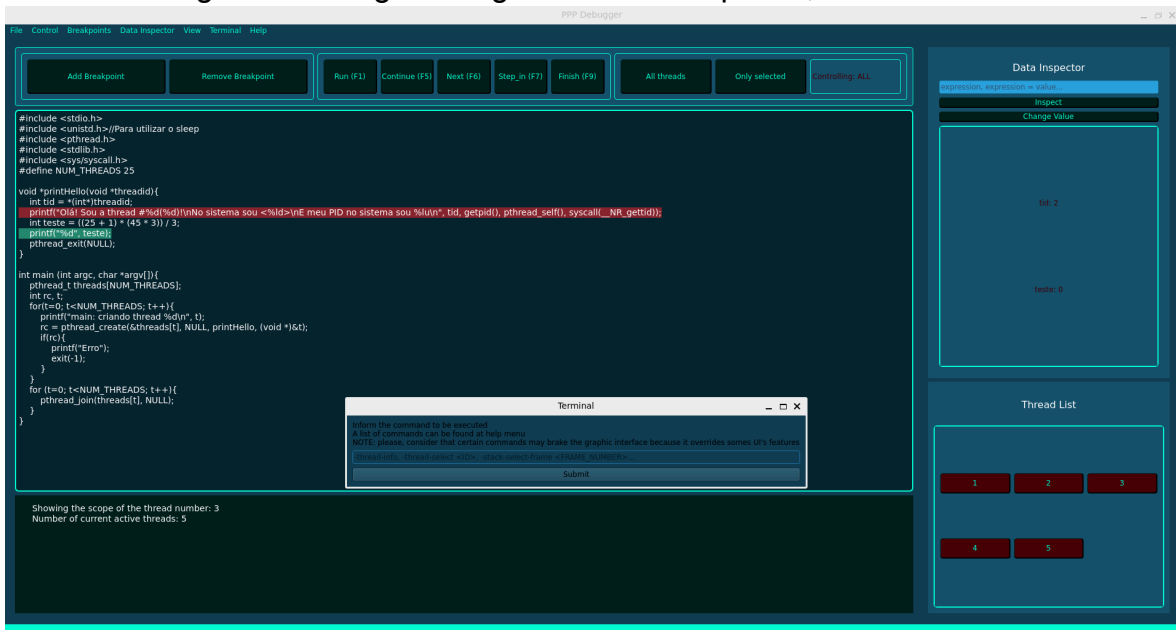 PPP Debugger
File Control Breakpoints Data Inspector View Terminal Help
Add Breakpoint Remove Breakpoint Run (F1) Continue (F5) Next (F6) Step_in (F7) Finish (F9) All threads Only selected Controlling: ALL
#include <stdio.h>
#include <unistd.h>//Para utilizar o sleep
#include <pthread.h>
#include <stdlib.h>
#include <sys/syscall.h>
#define NUM_THREADS 25
void *printHello(void *threadid){
int tid = *(int*)threadid;
printf("Olá! Sou a thread #%d(%d)!\nNo sistema sou <%ld>\nE meu PID no sistema sou %lu\n", tid, getpid(), pthread_self(), syscall(__NR_gettid));
int teste = ((25 + 1) * (45 * 3)) / 3;
printf("%d", teste);
pthread_exit(NULL);
}
int main (int argc, char *argv[]){
pthread_t threads[NUM_THREADS];
int rc, t;
for(t=0; t<NUM_THREADS; t++){
printf("main: criando thread %d\n", t);
rc = pthread_create(&threads[t], NULL, printHello, (void *)&t);
if(rc){
printf("Erro");
exit(-1);
}
}
for (t=0; t<NUM_THREADS; t++){
pthread_join(threads[t], NULL);
}
}
Terminal
Inform the command to be executed
A list of commands can be found at help menu
NOTE: please, consider that certain commands may brake the graphic interface because it overrides somes UI's features
-thread-info, -thread-select <ID>, -stack-select-frame <FRAME_NUMBER>...
Submit
Showing the scope of the thread number: 3
Number of current active threads: 5
Data Inspector
expression, expression = value...
Inspect
Change Value
tid: 2
teste: 0
Thread List
1 2 3
4 5